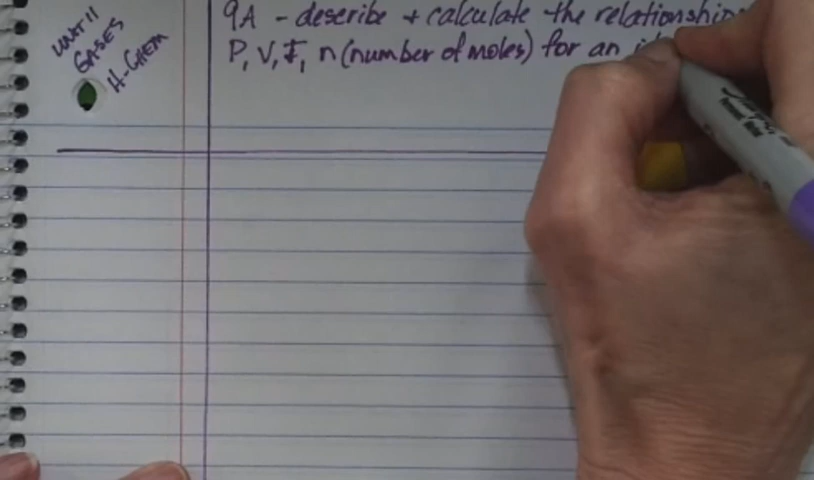 UNIT 11
GASES
H-CHEM
9A - describe + calculate the relationship
P, V, T, n (number of moles) for an